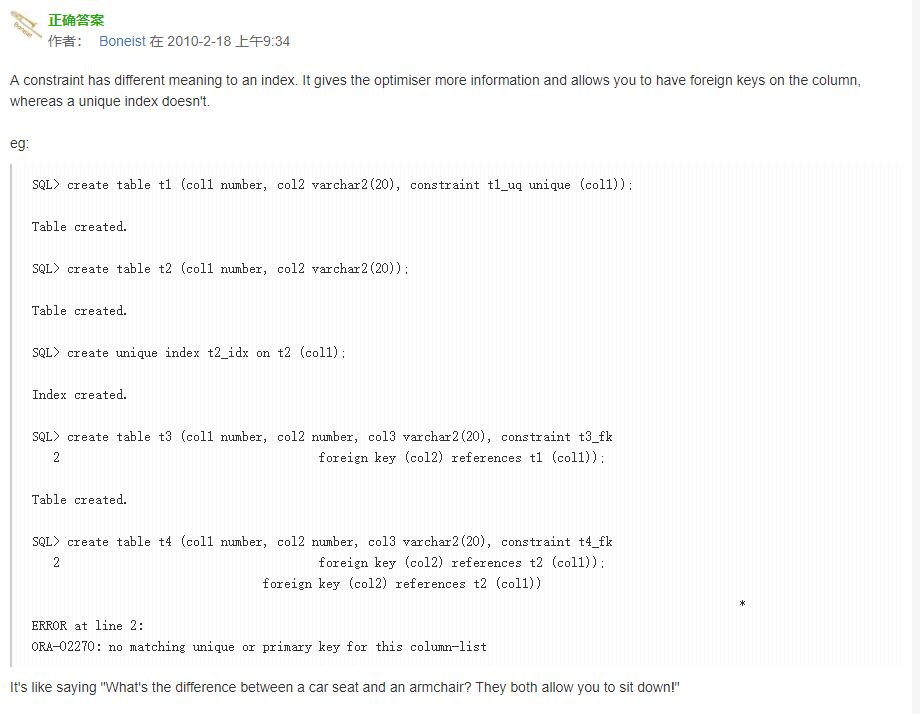 正确答案
作者： Boneist 在 2010-2-18 上午9:34
A constraint has different meaning to an index. It gives the optimiser more information and allows you to have foreign keys on the column,
whereas a unique index doesn't.
eg:
SQL> create table t1 (col1 number, col2 varchar2(20), constraint t1_uq unique (col1));
Table created.
SQL> create table t2 (col1 number, col2 varchar2(20));
Table created.
SQL> create unique index t2_idx on t2 (col1);
Index created.
SQL> create table t3 (col1 number, col2 number, col3 varchar2(20), constraint t3_fk
2 foreign key (col2) references t1 (col1));
Table created.
SQL> create table t4 (col1 number, col2 number, col3 varchar2(20), constraint t4_fk
2 foreign key (col2) references t2 (col1));
foreign key (col2) references t2 (col1))
*
ERROR at line 2:
ORA-02270: no matching unique or primary key for this column-list
It's like saying "What's the difference between a car seat and an armchair? They both allow you to sit down!"